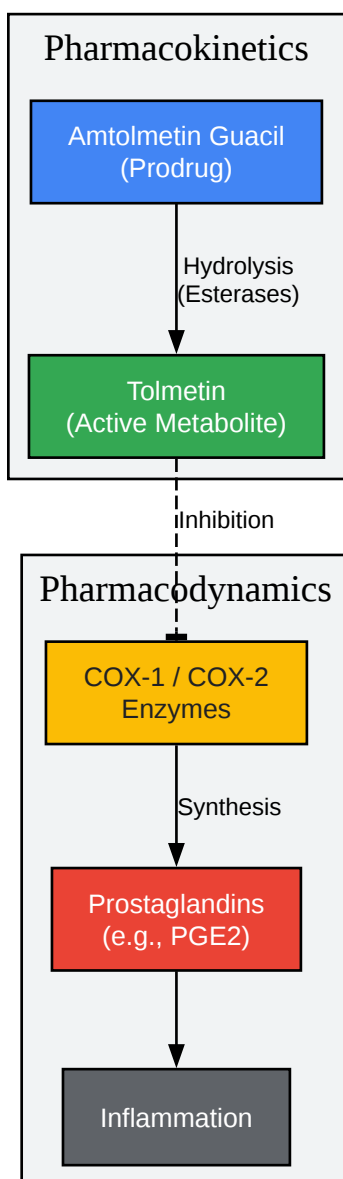 Pharmacokinetics
Amtolmetin Guacil
(Prodrug)
Hydrolysis
(Esterases)
Tolmetin
(Active Metabolite)
Inhibition
Pharmacodynamics
COX-1 / COX-2
Enzymes
Synthesis
Prostaglandins
(e.g., PGE2)
Inflammation